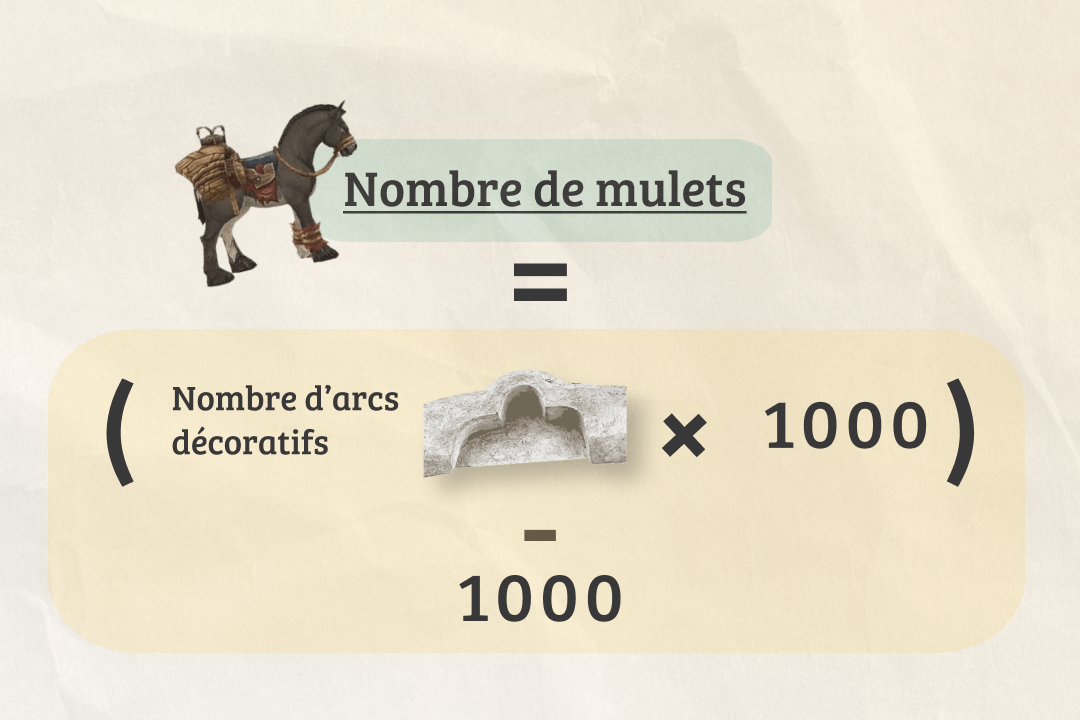 Nombre de mulets
=
( Nombre d’arcs
décoratifs × 1000 )
-
1000